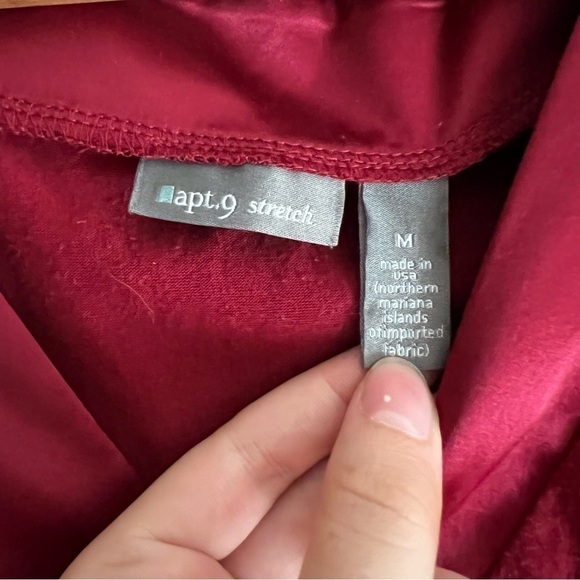 apt.9 stretch
M
made in
usa
(northern
mariana
islands
of imported
fabric)